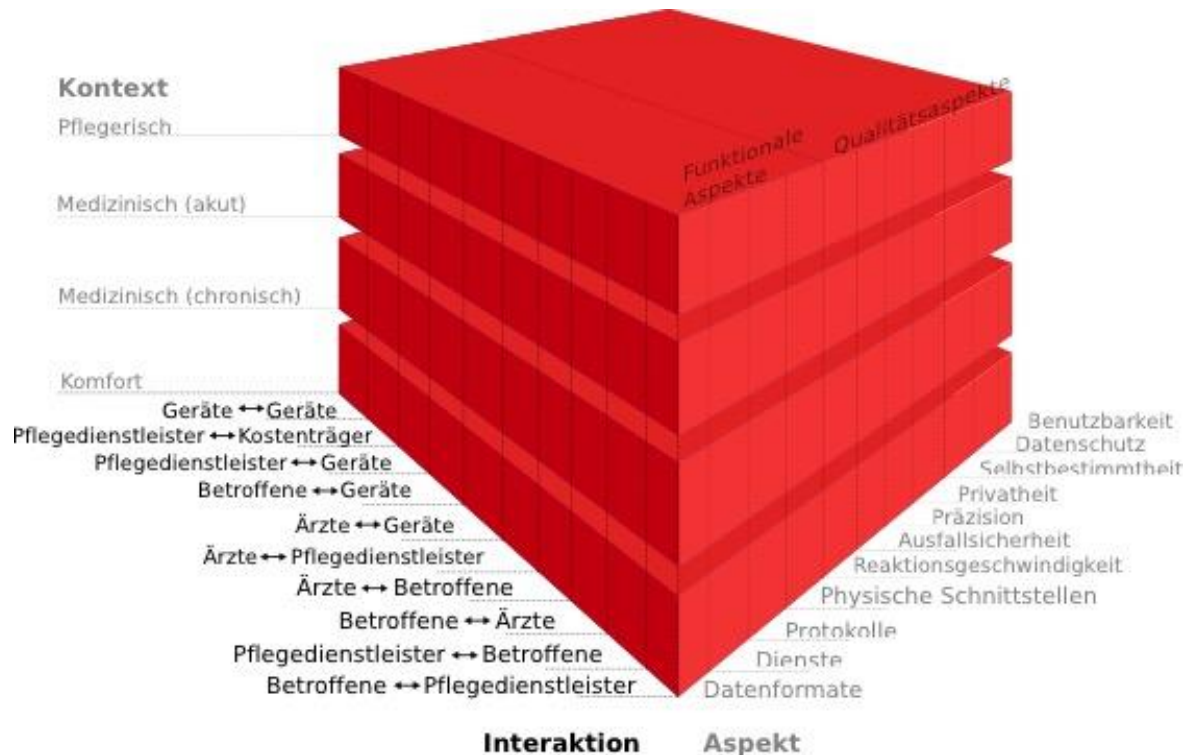 Kontext
Pflegerisch
Medizinisch (akut)
Medizinisch (chronisch)
Komfort
Funktionale
Aspekte
Qualitätsaspekte
Geräte ↔ Geräte
Pflegedienstleister ↔ Kostenträger
Pflegedienstleister ↔ Geräte
Betroffene ↔ Geräte
Ärzte ↔ Geräte
Ärzte ↔ Pflegedienstleister
Ärzte ↔ Betroffene
Betroffene ↔ Ärzte
Pflegedienstleister ↔ Betroffene
Betroffene ↔ Pflegedienstleister
Interaktion
Benutzbarkeit
Datenschutz
Selbstbestimmtheit
Privatheit
Präzision
Ausfallsicherheit
Reaktionsgeschwindigkeit
Physische Schnittstellen
Protokolle
Dienste
Datenformate
Aspekt